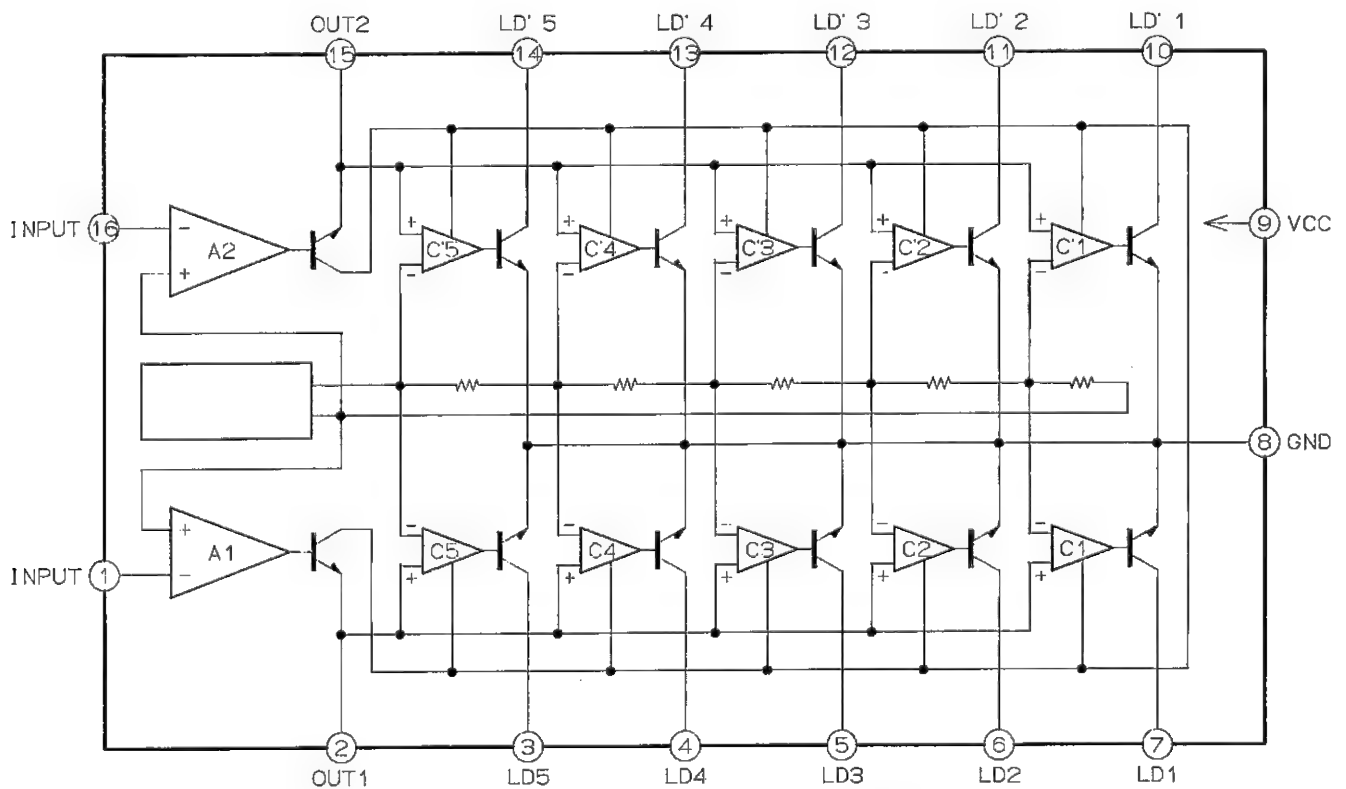 OUT2 LD' 5 LD' 4 LD' 3 LD' 2 LD' 1
15 14 13 12 11 10
INPUT 16 − A2 + + C'5 − + C'4 − + C'3 − + C'2 − + C'1 − 9 VCC
8 GND
INPUT 1 + A1 − − C5 + − C4 + − C3 + − C2 + − C1 +
2 3 4 5 6 7
OUT1 LD5 LD4 LD3 LD2 LD1